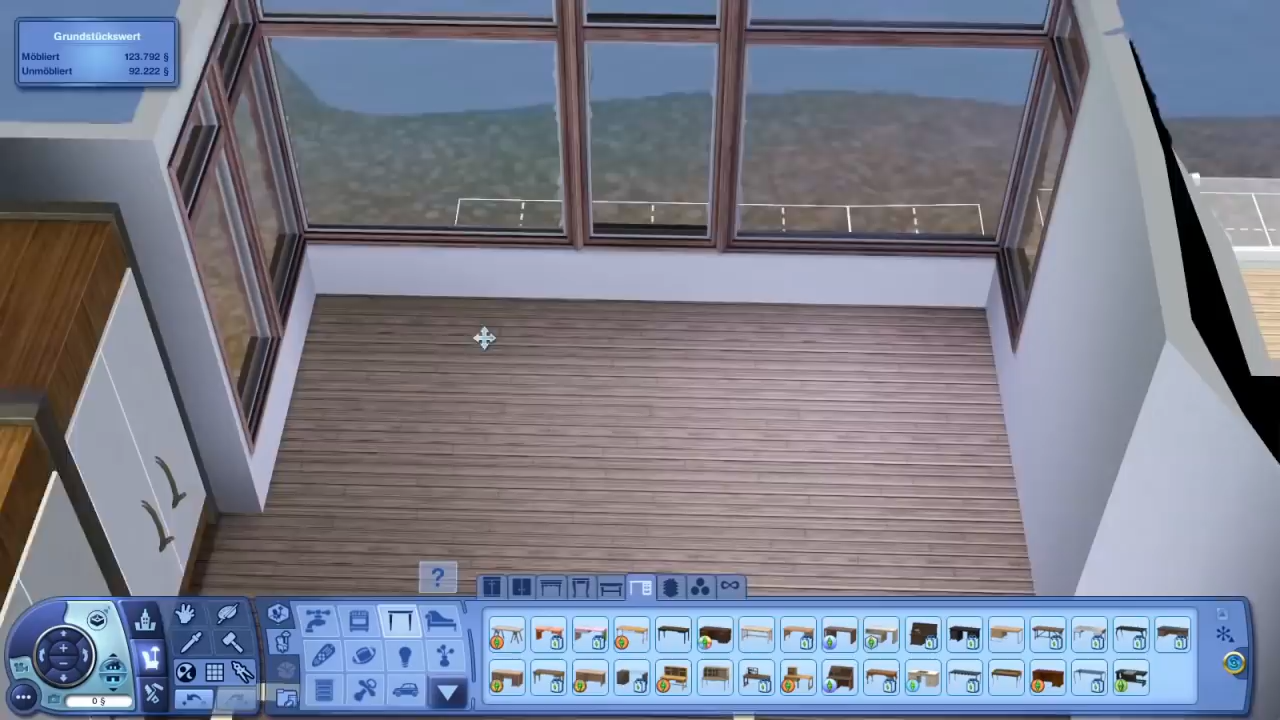 Grundstückswert
Möbliert 123.792 §
Unmöbliert 92.222 §
?
0 §